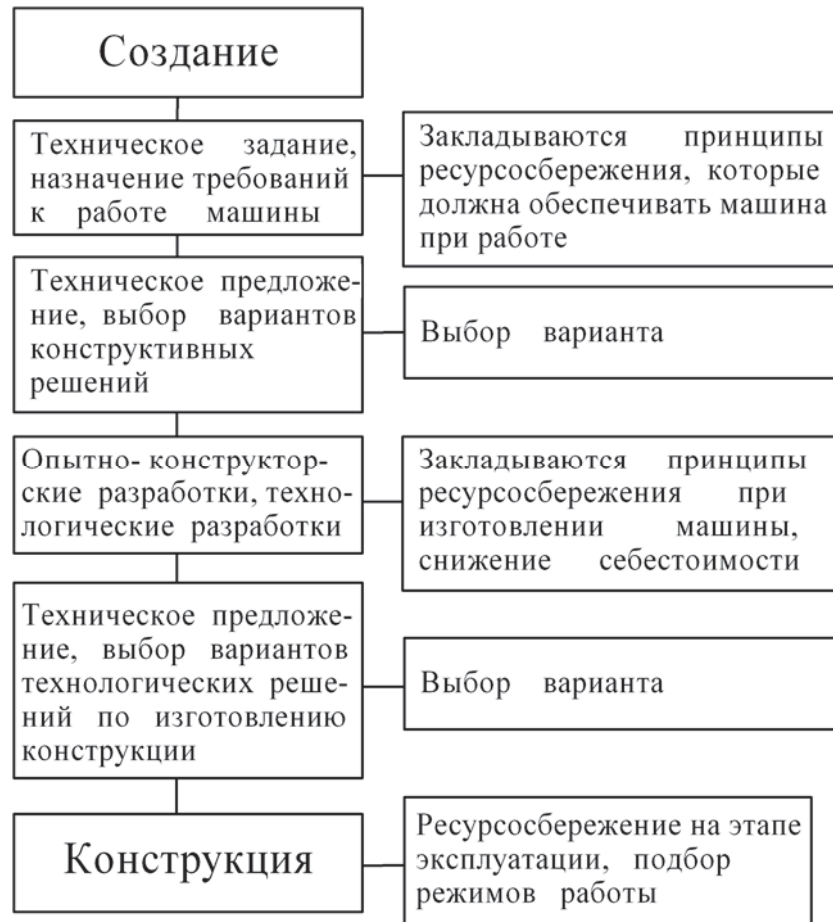 Создание
Техническое задание,
назначение требований
к работе машины
Закладываются принципы
ресурсосбережения, которые
должна обеспечивать машина
при работе
Техническое предложе-
ние, выбор вариантов
конструктивных
решений
Выбор варианта
Опытно- конструктор-
ские разработки, техно-
логические разработки
Закладываются принципы
ресурсосбережения при
изготовлении машины,
снижение себестоимости
Техническое предложе-
ние, выбор вариантов
технологических реше-
ний по изготовлению
конструкции
Выбор варианта
Конструкция
Ресурсосбережение на этапе
эксплуатации, подбор
режимов работы